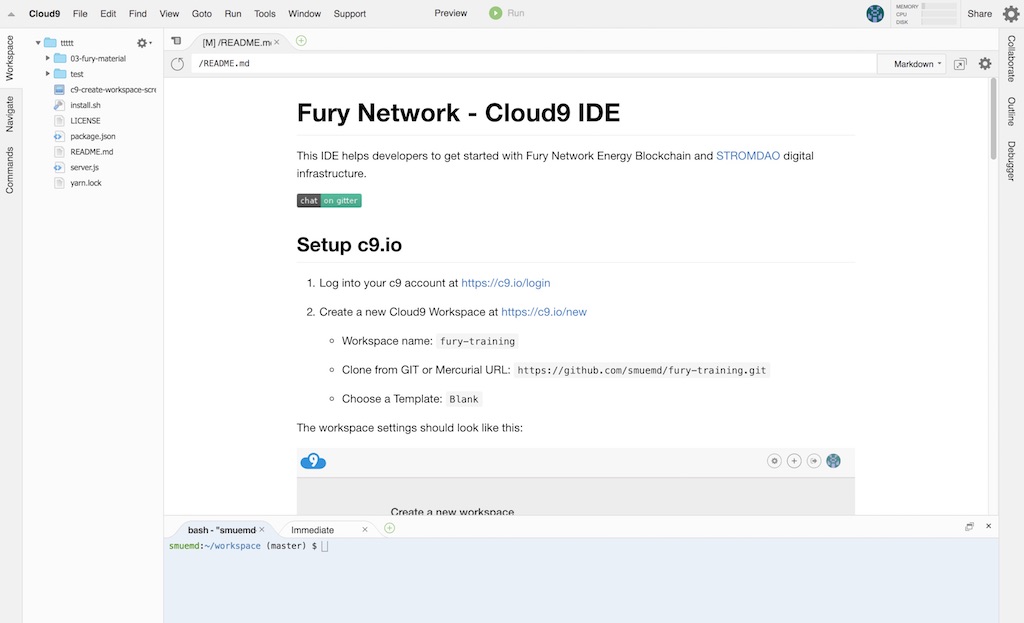 Cloud9 File Edit Find View Goto Run Tools Window Support Preview Run MEMORY CPU DISK Share
Workspace
Navigate
Commands
ttttt
03-fury-material
test
c9-create-workspace-scre
install.sh
LICENSE
package.json
README.md
server.js
yarn.lock
[M] /README.m
/README.md Markdown
Fury Network - Cloud9 IDE
This IDE helps developers to get started with Fury Network Energy Blockchain and STROMDAO digital
infrastructure.
chat on gitter
Setup c9.io
1. Log into your c9 account at https://c9.io/login
2. Create a new Cloud9 Workspace at https://c9.io/new
Workspace name: fury-training
Clone from GIT or Mercurial URL: https://github.com/smuemd/fury-training.git
Choose a Template: Blank
The workspace settings should look like this:
9
Create a new workspace
bash - "smuemd Immediate
smuemd:~/workspace (master) $
Collaborate
Outline
Debugger